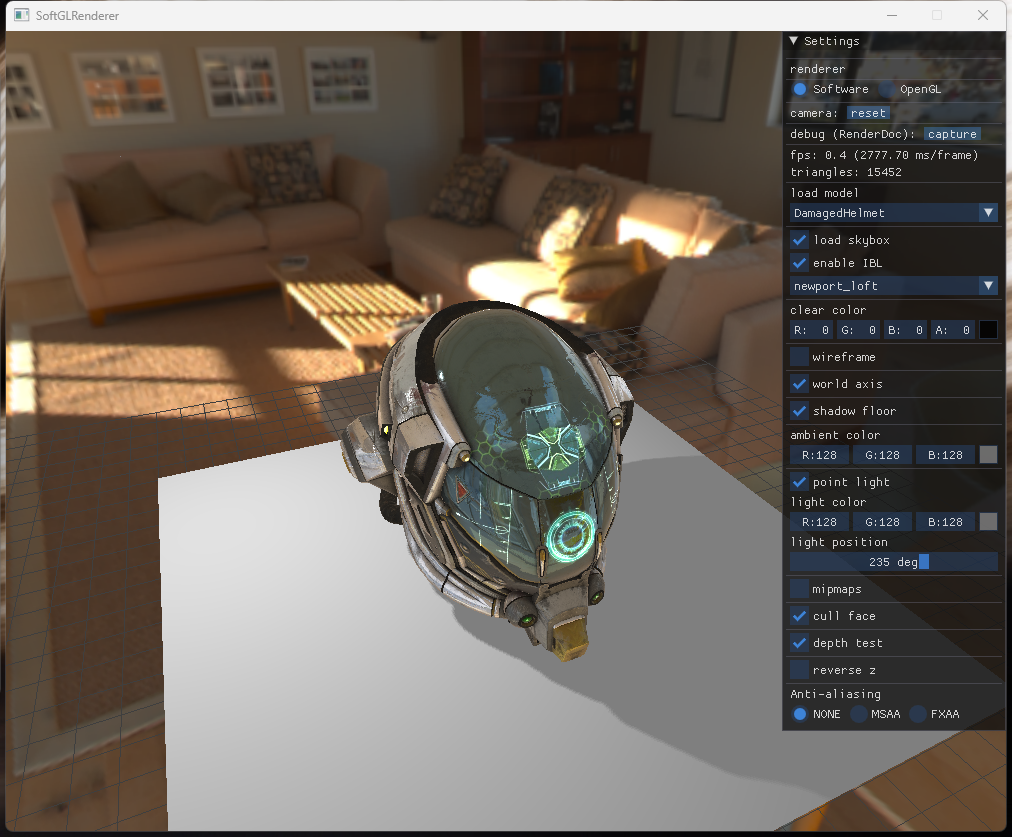 SoftGLRenderer
Settings
renderer
Software OpenGL
camera: reset
debug (RenderDoc): capture
fps: 0.4 (2777.70 ms/frame)
triangles: 15452
load model
DamagedHelmet
load skybox
enable IBL
newport_loft
clear color
R: 0 G: 0 B: 0 A: 0
wireframe
world axis
shadow floor
ambient color
R:128 G:128 B:128
point light
light color
R:128 G:128 B:128
light position
235 deg
mipmaps
cull face
depth test
reverse z
Anti-aliasing
NONE MSAA FXAA